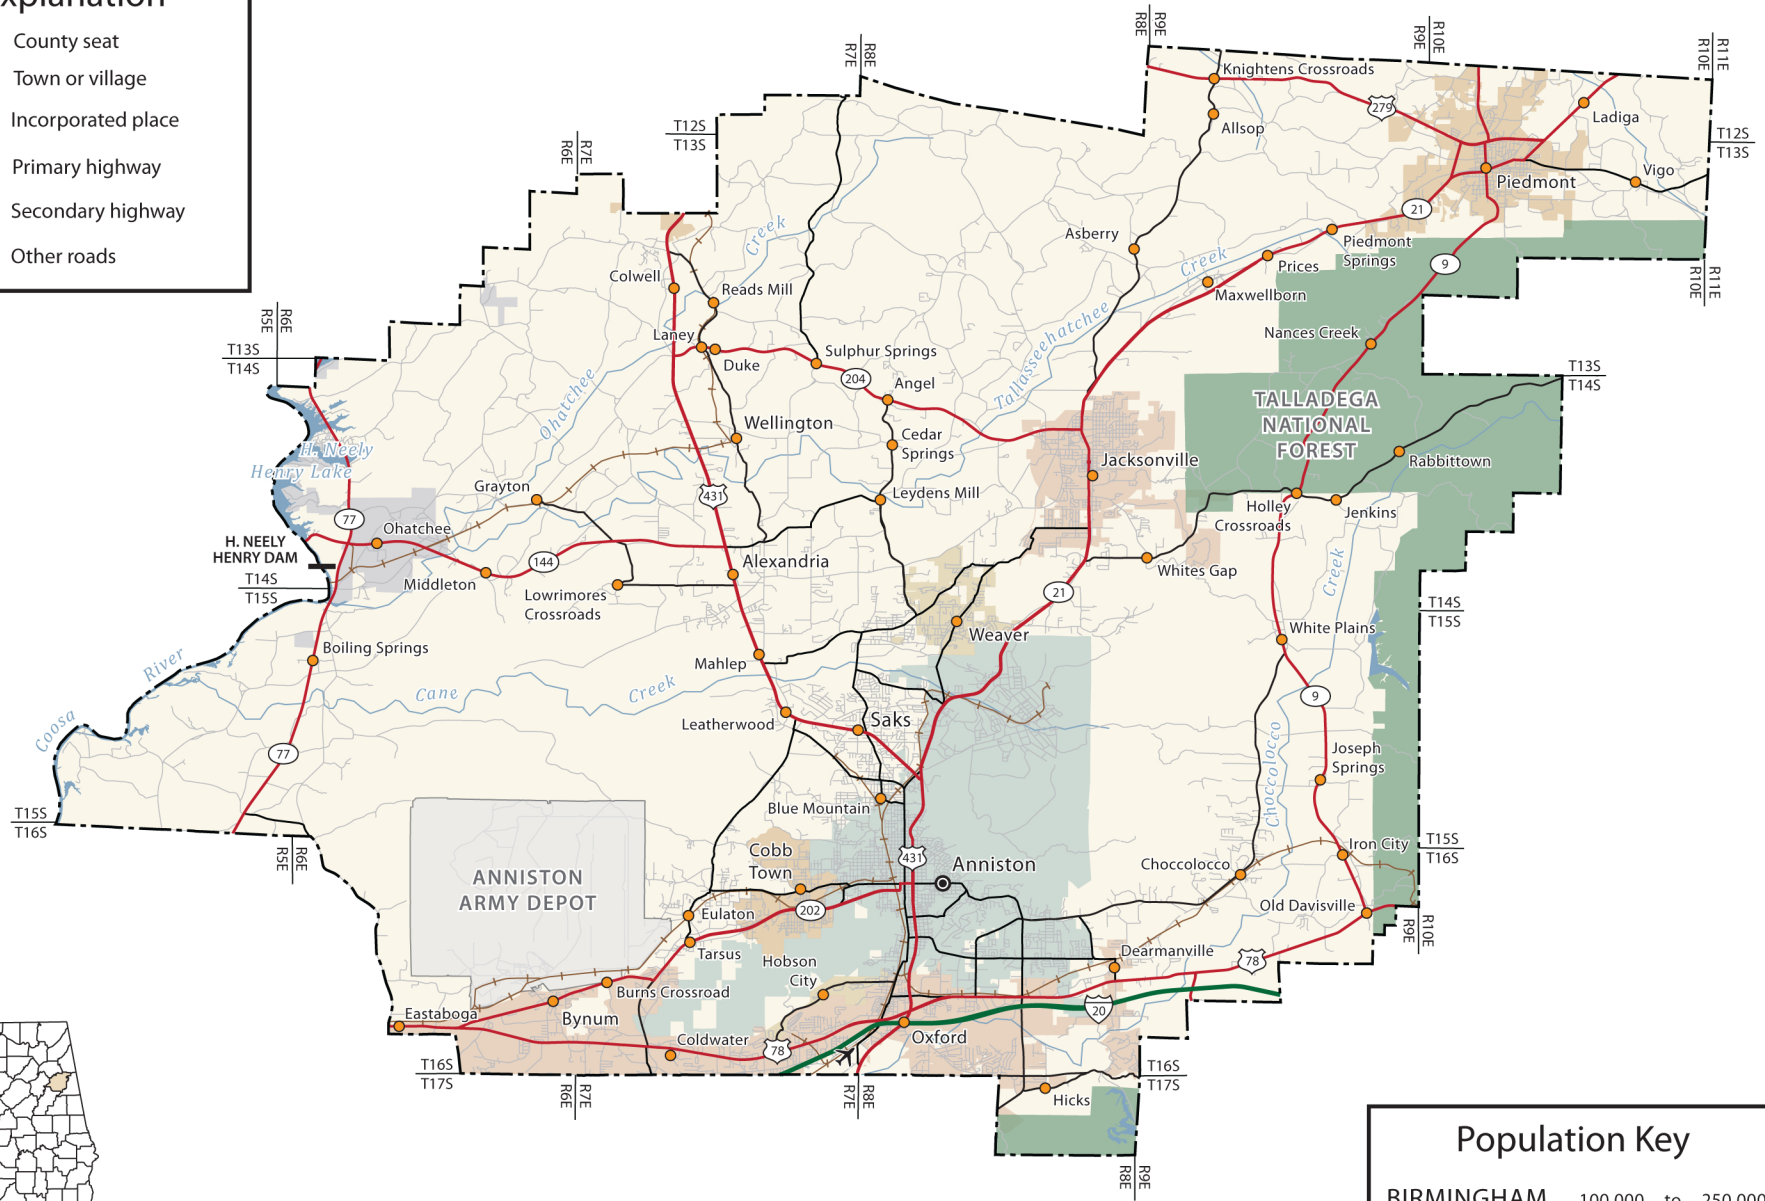 xplanation
County seat
Town or village
Incorporated place
Primary highway
Secondary highway
Other roads
R8E
R9E
R9E
R10E
R10E
R11E
R7E
R8E
R6E
R7E
T12S
T13S
T12S
T13S
Knightens Crossroads
279
Allsop
Ladiga
Piedmont
Vigo
21
Asberry
Piedmont
Springs
Prices
Maxwellborn
9
R10E
R11E
Creek
Creek
Tallasseehatchee
Colwell
Reads Mill
Laney
Duke
Sulphur Springs
204
Angel
Nances Creek
R5E
R6E
T13S
T14S
T13S
T14S
TALLADEGA
NATIONAL
FOREST
Ohatchee
Wellington
Cedar
Springs
Jacksonville
Rabbittown
H. Neely
Henry Lake
Grayton
431
Leydens Mill
Holley
Crossroads
Jenkins
77
Ohatchee
H. NEELY
HENRY DAM
144
Alexandria
Whites Gap
Middleton
Lowrimores
Crossroads
T14S
T15S
21
T14S
T15S
Creek
Weaver
White Plains
Boiling Springs
Mahlep
River
Cane
Creek
Coosa
Leatherwood
Saks
9
77
Choccolocco
Joseph
Springs
Blue Mountain
T15S
T16S
R5E
R6E
T15S
T16S
Cobb
Town
431
Anniston
Choccolocco
Iron City
ANNISTON
ARMY DEPOT
Eulaton
202
Old Davisville
R9E
R10E
Tarsus
Hobson
City
Dearmanville
78
Burns Crossroad
Eastaboga
Bynum
20
Coldwater
78
Oxford
T16S
T17S
T16S
T17S
R6E
R7E
R7E
R8E
Hicks
R8E
R9E
Population Key
BIRMINGHAM 100,000 to 250,000